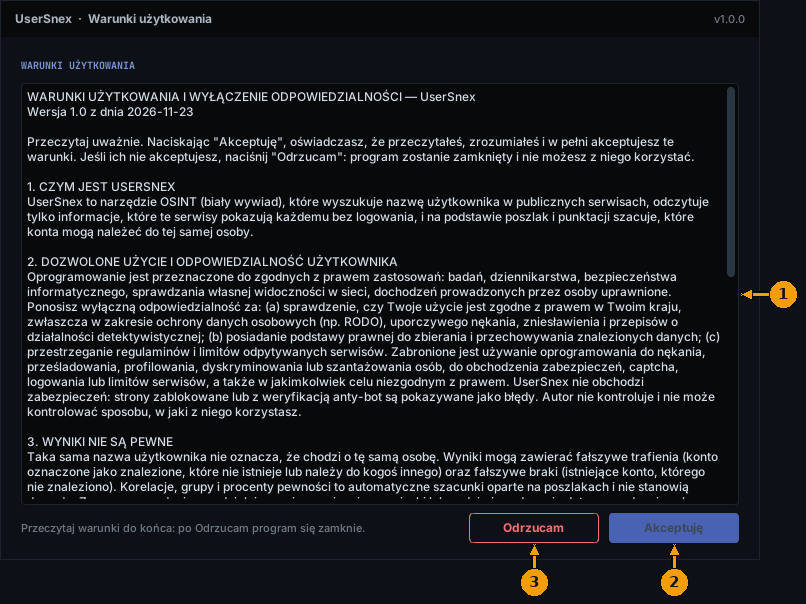 UserSnex · Warunki użytkowania
v1.0.0
WARUNKI UŻYTKOWANIA
WARUNKI UŻYTKOWANIA I WYŁĄCZENIE ODPOWIEDZIALNOŚCI — UserSnex
Wersja 1.0 z dnia 2026-11-23
Przeczytaj uważnie. Naciskając "Akceptuję", oświadczasz, że przeczytałeś, zrozumiałeś i w pełni akceptujesz te
warunki. Jeśli ich nie akceptujesz, naciśnij "Odrzucam": program zostanie zamknięty i nie możesz z niego korzystać.
1. CZYM JEST USERSNEX
UserSnex to narzędzie OSINT (biały wywiad), które wyszukuje nazwę użytkownika w publicznych serwisach, odczytuje
tylko informacje, które te serwisy pokazują każdemu bez logowania, i na podstawie poszlak i punktacji szacuje, które
konta mogą należeć do tej samej osoby.
2. DOZWOLONE UŻYCIE I ODPOWIEDZIALNOŚĆ UŻYTKOWNIKA
Oprogramowanie jest przeznaczone do zgodnych z prawem zastosowań: badań, dziennikarstwa, bezpieczeństwa
informatycznego, sprawdzania własnej widoczności w sieci, dochodzeń prowadzonych przez osoby uprawnione.
Ponosisz wyłączną odpowiedzialność za: (a) sprawdzenie, czy Twoje użycie jest zgodne z prawem w Twoim kraju,
zwłaszcza w zakresie ochrony danych osobowych (np. RODO), uporczywego nękania, zniesławienia i przepisów o
działalności detektywistycznej; (b) posiadanie podstawy prawnej do zbierania i przechowywania znalezionych danych; (c)
przestrzeganie regulaminów i limitów odpytywanych serwisów. Zabronione jest używanie oprogramowania do nękania,
prześladowania, profilowania, dyskryminowania lub szantażowania osób, do obchodzenia zabezpieczeń, captcha,
logowania lub limitów serwisów, a także w jakimkolwiek celu niezgodnym z prawem. UserSnex nie obchodzi
zabezpieczeń: strony zablokowane lub z weryfikacją anty-bot są pokazywane jako błędy. Autor nie kontroluje i nie może
kontrolować sposobu, w jaki z niego korzystasz.
3. WYNIKI NIE SĄ PEWNE
Taka sama nazwa użytkownika nie oznacza, że chodzi o tę samą osobę. Wyniki mogą zawierać fałszywe trafienia (konto
oznaczone jako znalezione, które nie istnieje lub należy do kogoś innego) oraz fałszywe braki (istniejące konto, którego
nie znaleziono). Korelacje, grupy i procenty pewności to automatyczne szacunki oparte na poszlakach i nie stanowią
Przeczytaj warunki do końca: po Odrzucam program się zamknie.
Odrzucam
Akceptuję
1
2
3